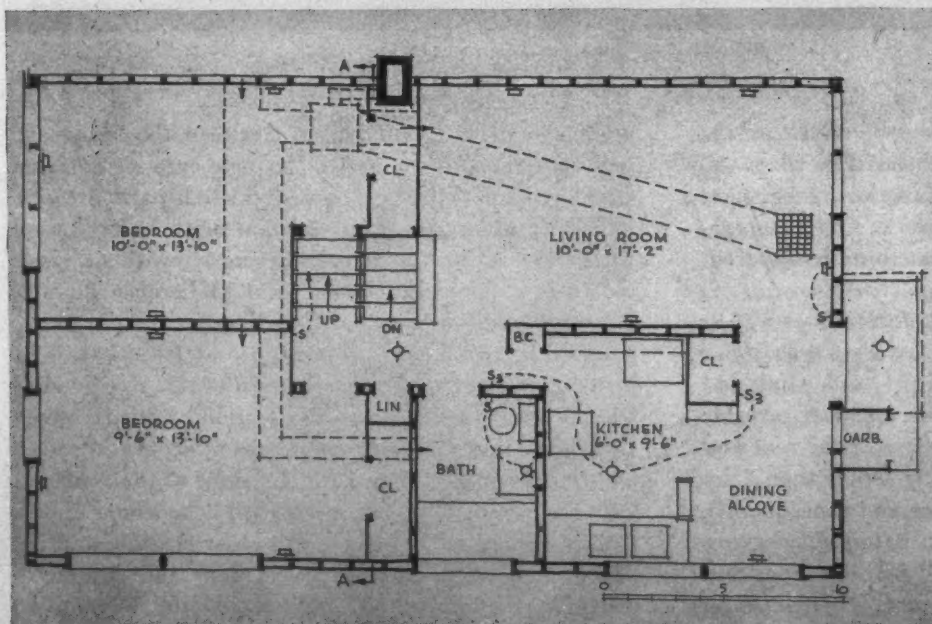 A
CL.
BEDROOM
10'-0" x 13'-10"
LIVING ROOM
10'-0" x 17'-2"
UP
DN
S
S
B.C.
CL.
S3
S3
S
LIN
BEDROOM
9'-6" x 13'-10"
KITCHEN
6'-0" x 9'-6"
GARB.
BATH
CL
DINING
ALCOVE
A
0 5 10